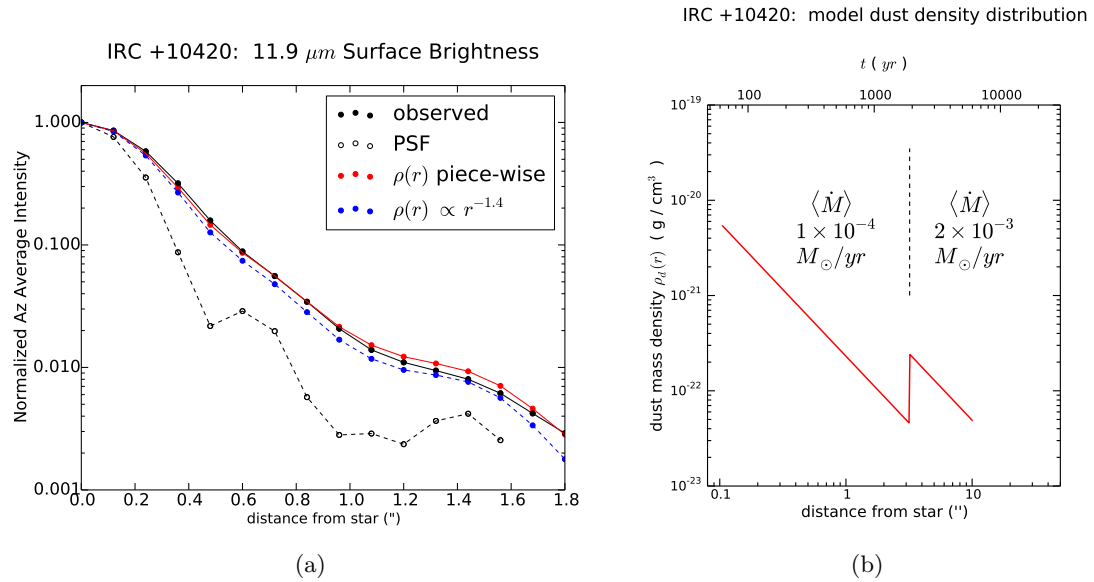 IRC +10420:  11.9 μm Surface Brightness
Normalized Az Average Intensity
1.000
0.100
0.010
0.001
observed
PSF
ρ(r) piece-wise
ρ(r) ∝ r^{-1.4}
0.0 0.2 0.4 0.6 0.8 1.0 1.2 1.4 1.6 1.8
distance from star (")
(a)
IRC +10420:  model dust density distribution
t ( yr )
100 1000 10000
dust mass density ρ_d(r)  ( g / cm³ )
10^{-19}
10^{-20}
10^{-21}
10^{-22}
10^{-23}
⟨Ṁ⟩
1 × 10^{-4}
M_⊙/yr
⟨Ṁ⟩
2 × 10^{-3}
M_⊙/yr
0.1 1 10
distance from star ('')
(b)